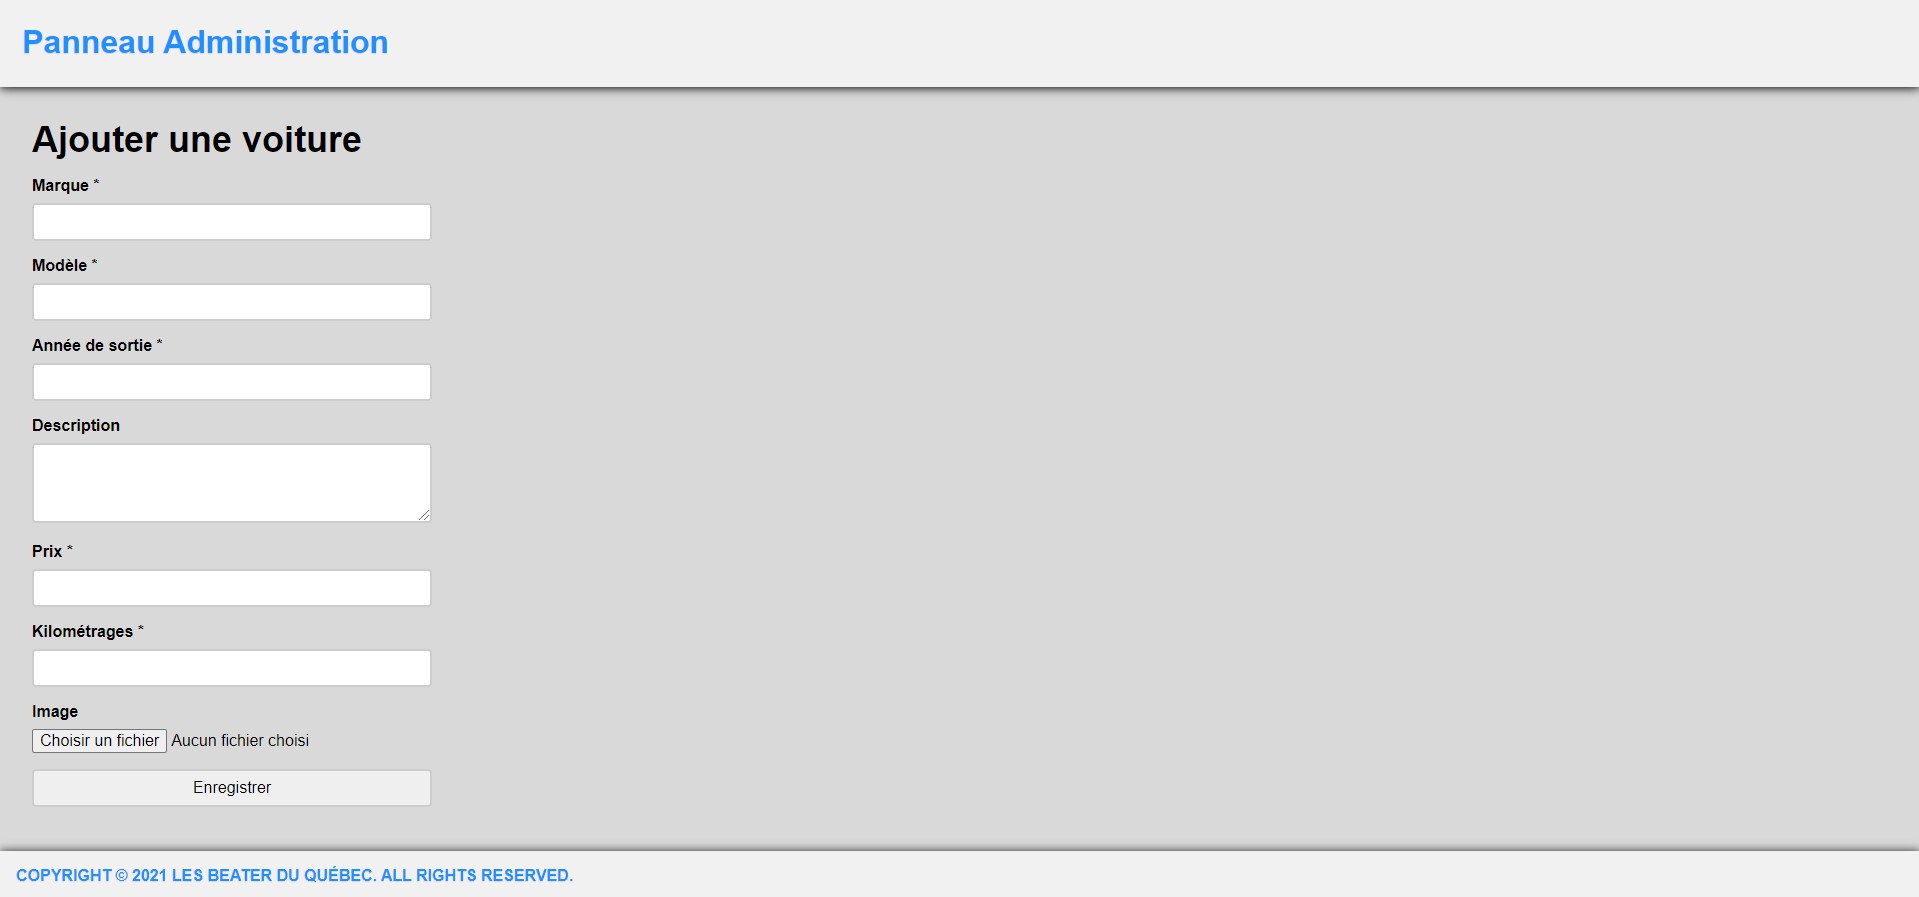 Panneau Administration
Ajouter une voiture
Marque *
Modèle *
Année de sortie *
Description
Prix *
Kilométrages *
Image
Choisir un fichier Aucun fichier choisi
Enregistrer
COPYRIGHT © 2021 LES BEATER DU QUÉBEC. ALL RIGHTS RESERVED.